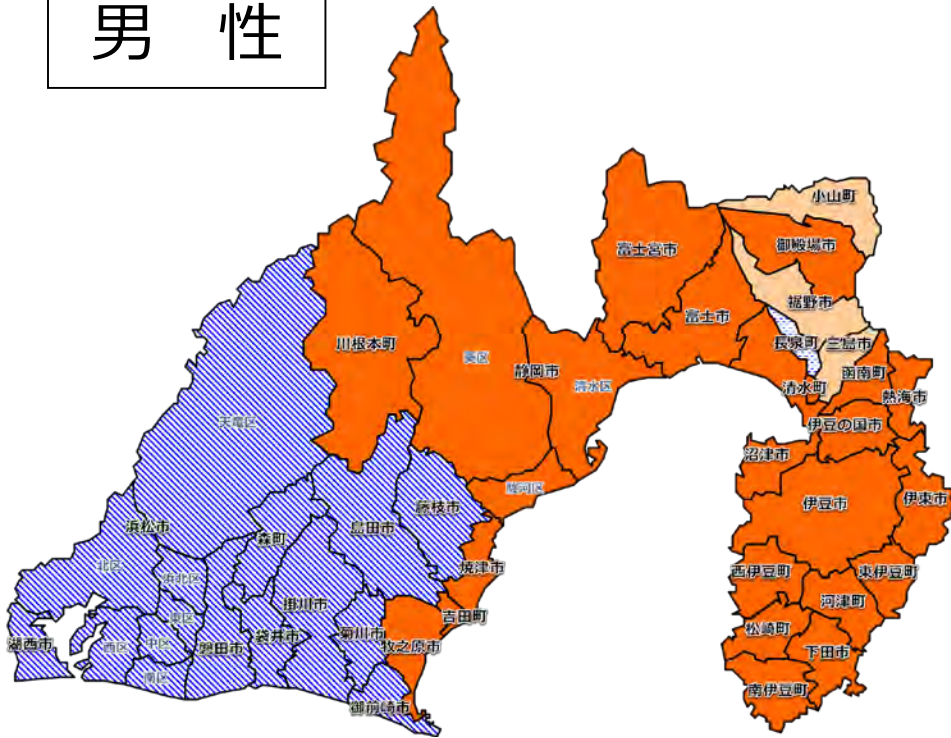 男 性
小山町
御殿場市
富士宮市
裾野市
富士市
長泉町
三島市
函南町
川根本町
葵区
静岡市
清水区
清水町
熱海市
伊豆の国市
天竜区
沼津市
駿河区
藤枝市
伊豆市
伊東市
浜松市
島田市
森町
北区
浜北区
焼津市
西伊豆町
東伊豆町
掛川市
河津町
吉田町
東区
松崎町
湖西市
西区
中区
磐田市
袋井市
菊川市
牧之原市
下田市
南区
南伊豆町
御前崎市